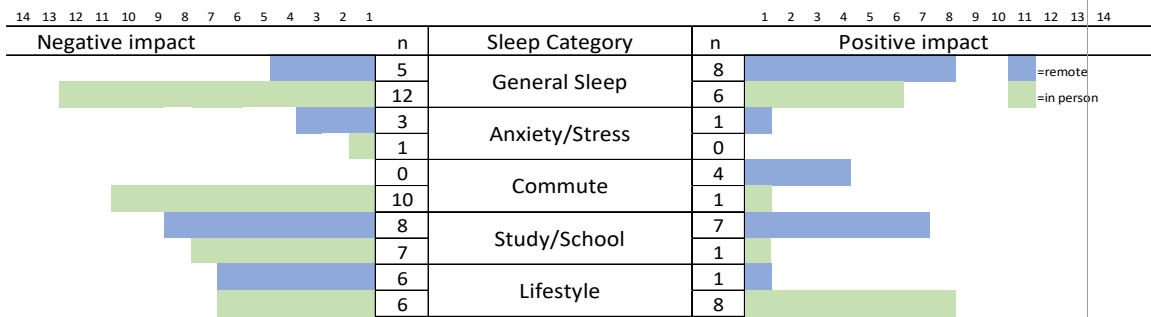 14 13 12 11 10 9 8 7 6 5 4 3 2 1 1 2 3 4 5 6 7 8 9 10 11 12 13 14
Negative impact n Sleep Category n Positive impact
5 General Sleep 8 =remote
12 6 =in person
3 Anxiety/Stress 1
1 0
0 Commute 4
10 1
8 Study/School 7
7 1
6 Lifestyle 1
6 8